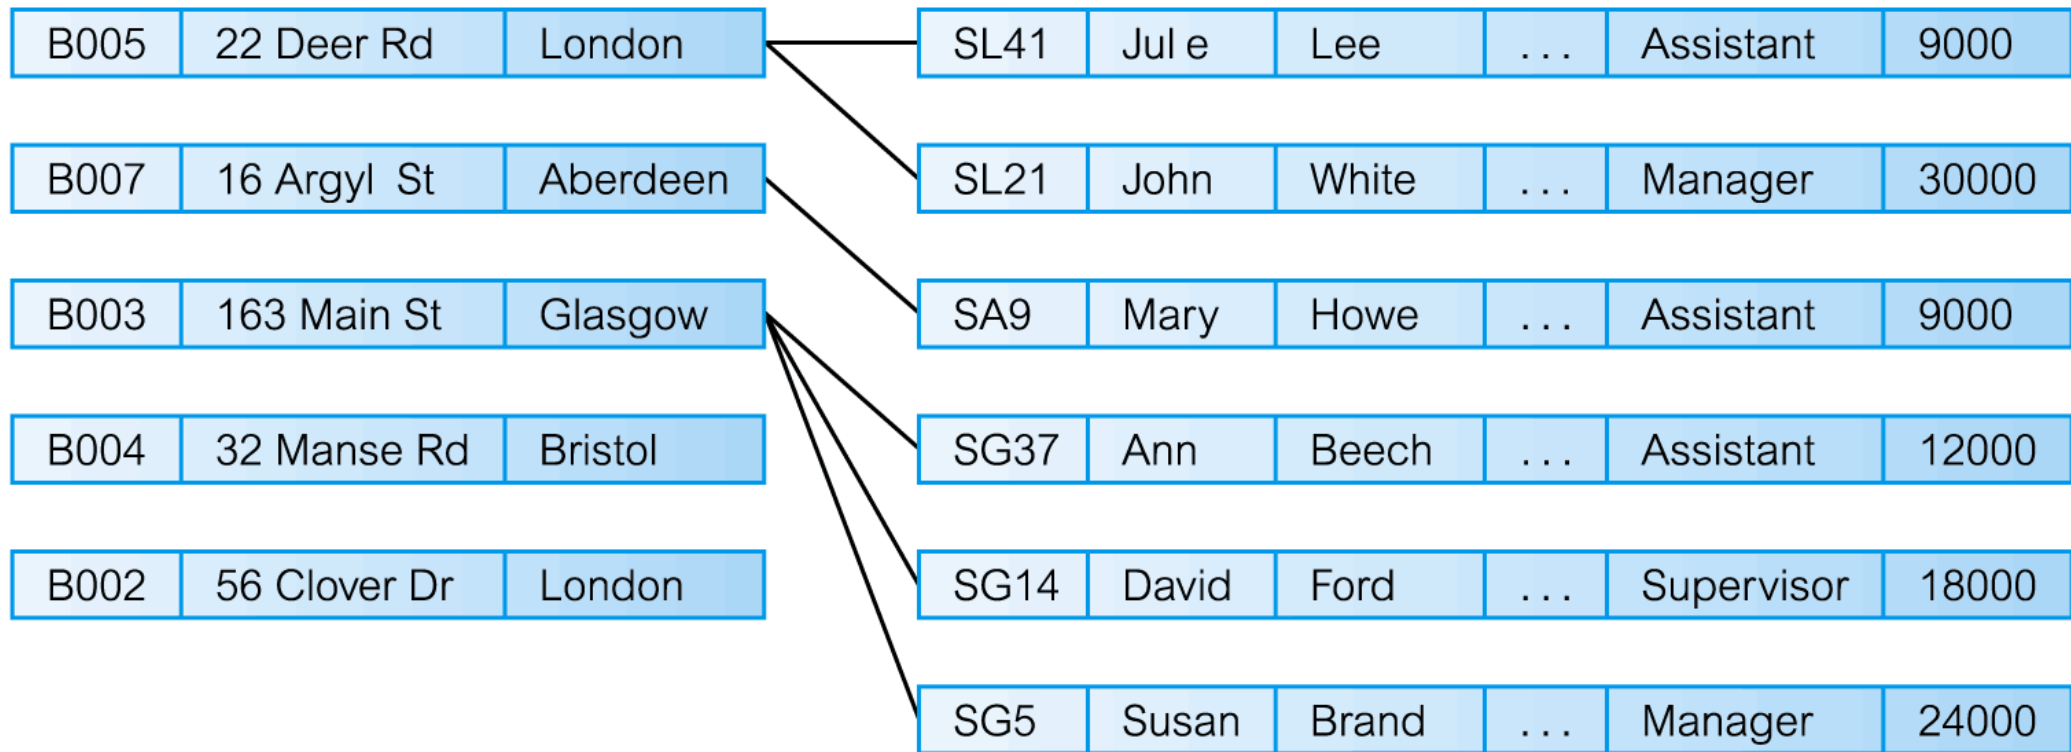 B005 22 Deer Rd London SL41 Jul e Lee ... Assistant 9000
B007 16 Argyl St Aberdeen SL21 John White ... Manager 30000
B003 163 Main St Glasgow SA9 Mary Howe ... Assistant 9000
B004 32 Manse Rd Bristol SG37 Ann Beech ... Assistant 12000
B002 56 Clover Dr London SG14 David Ford ... Supervisor 18000
SG5 Susan Brand ... Manager 24000